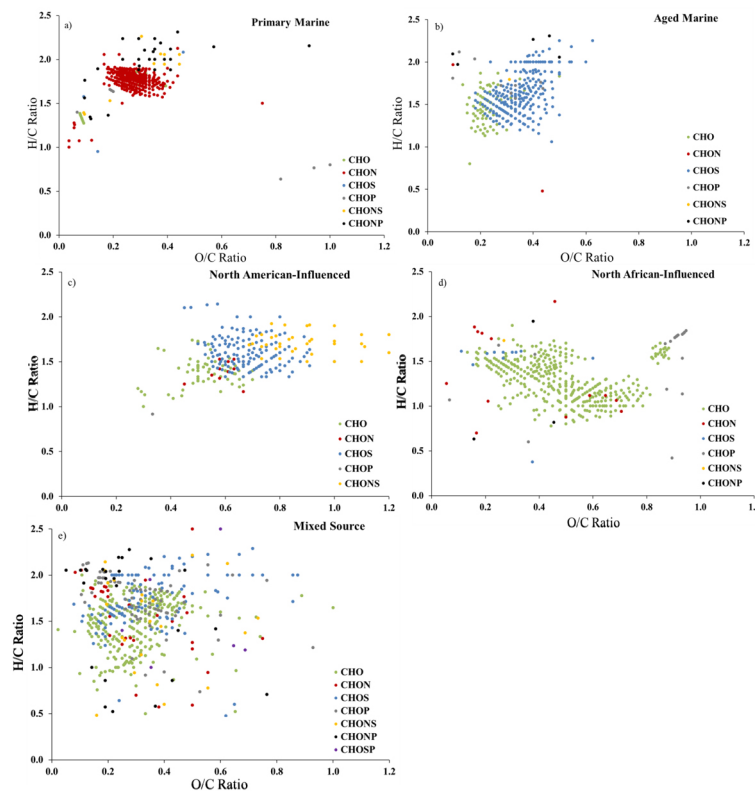 a)
Primary Marine
H/C Ratio
2.5
2.0
1.5
1.0
0.5
0.0
0.0 0.2 0.4 0.6 0.8 1.0 1.2
O/C Ratio
CHO
CHON
CHOS
CHOP
CHONS
CHONP
b)
Aged Marine
H/C Ratio
2.5
2.0
1.5
1.0
0.5
0.0
0.0 0.2 0.4 0.6 0.8 1.0 1.2
O/C Ratio
CHO
CHON
CHOS
CHOP
CHONS
CHONP
North American-Influenced
c)
H/C Ratio
2.5
2.0
1.5
1.0
0.5
0.0
0.0 0.2 0.4 0.6 0.8 1.0 1.2
CHO
CHON
CHOS
CHOP
CHONS
North African-Influenced
d)
H/C Ratio
2.5
2.0
1.5
1.0
0.5
0.0
0.0 0.2 0.4 0.6 0.8 1.0 1.2
O/C Ratio
CHO
CHON
CHOS
CHOP
CHONS
CHONP
Mixed Source
e)
H/C Ratio
2.5
2.0
1.5
1.0
0.5
0.0
0.0 0.2 0.4 0.6 0.8 1.0 1.2
O/C Ratio
CHO
CHON
CHOS
CHOP
CHONS
CHONP
CHOSP